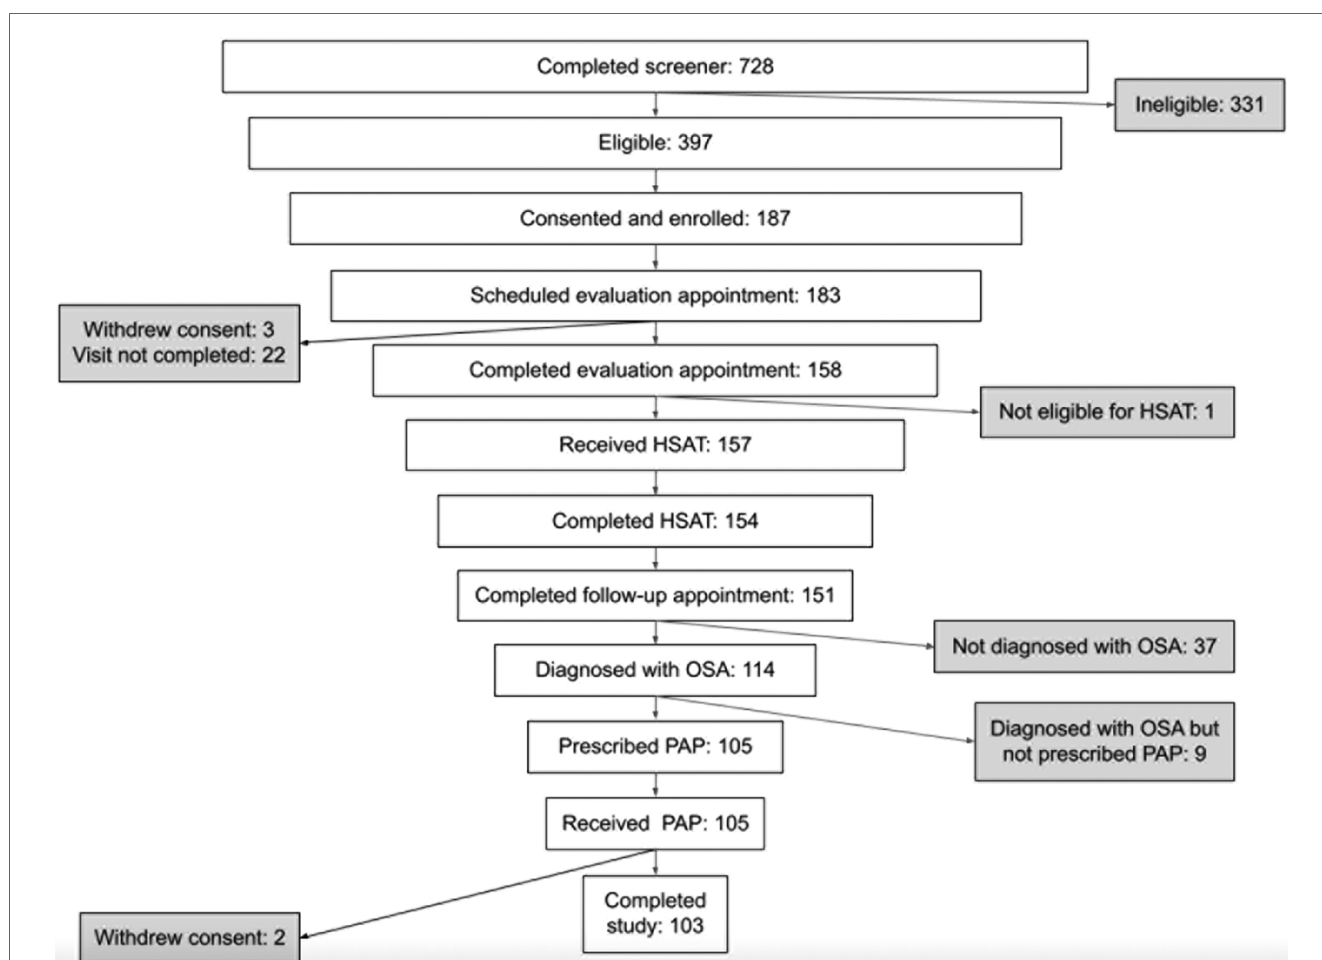 Completed screener: 728
Ineligible: 331
Eligible: 397
Consented and enrolled: 187
Scheduled evaluation appointment: 183
Withdrew consent: 3
Visit not completed: 22
Completed evaluation appointment: 158
Not eligible for HSAT: 1
Received HSAT: 157
Completed HSAT: 154
Completed follow-up appointment: 151
Not diagnosed with OSA: 37
Diagnosed with OSA: 114
Diagnosed with OSA but
not prescribed PAP: 9
Prescribed PAP: 105
Received PAP: 105
Completed
study: 103
Withdrew consent: 2